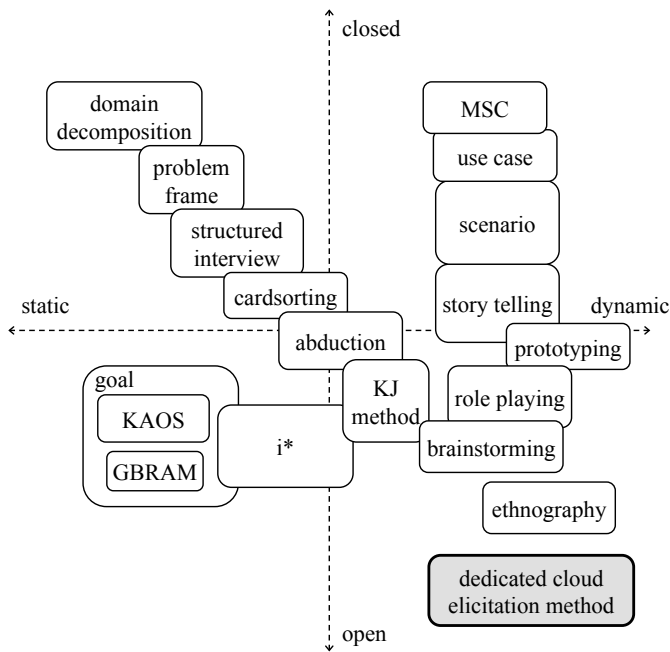 closed
domain
decomposition
MSC
problem
frame
use case
structured
interview
scenario
cardsorting
static
story telling
dynamic
abduction
prototyping
goal
KAOS
GBRAM
i*
KJ
method
role playing
brainstorming
ethnography
dedicated cloud
elicitation method
open